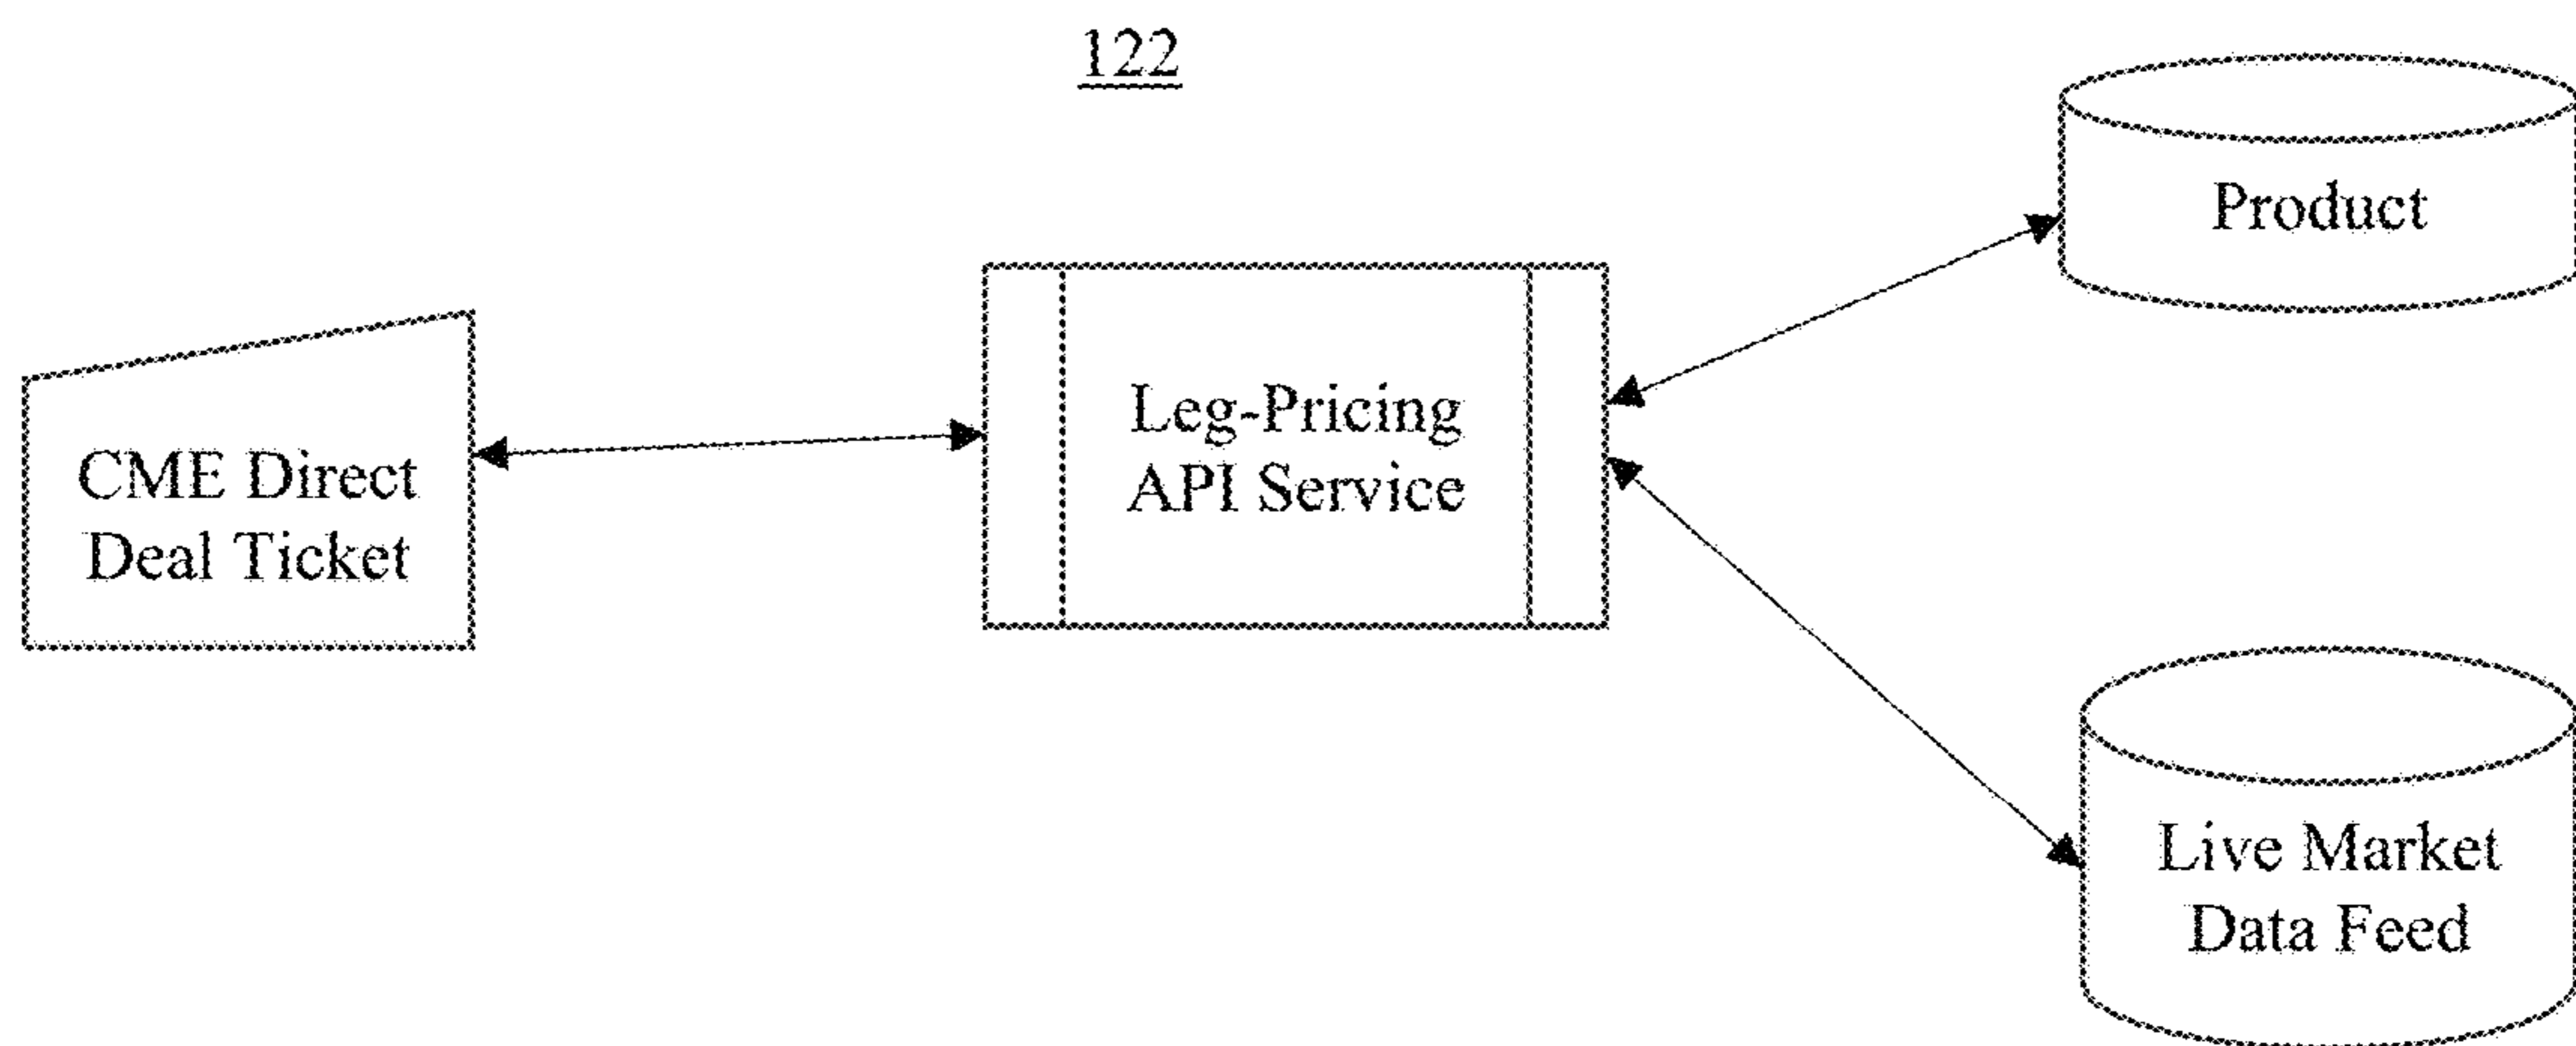 122
Product
CME Direct
Deal Ticket
Leg-Pricing
API Service
Live Market
Data Feed